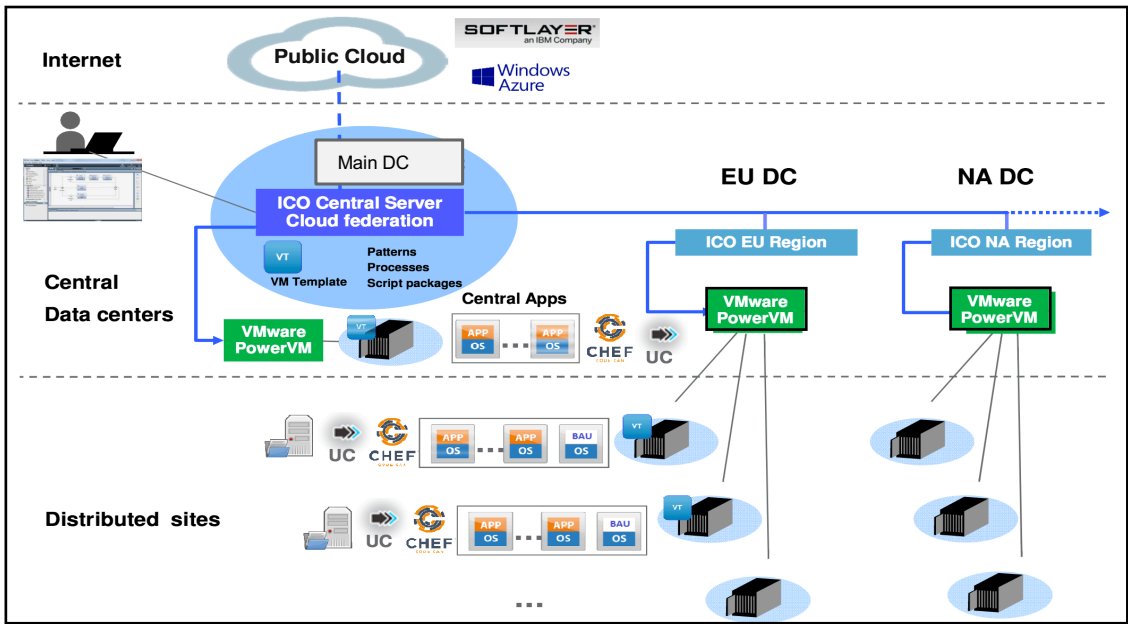 SOFTLAYER®
an IBM Company
Public Cloud
Internet
Windows
Azure
Main DC
EU DC
NA DC
ICO Central Server
Cloud federation
ICO EU Region
ICO NA Region
VT
VM Template
Patterns
Processes
Script packages
Central
Data centers
Central Apps
VMware
PowerVM
VT
APP
OS
...
APP
OS
CHEF
UC
VMware
PowerVM
VMware
PowerVM
UC
CHEF
APP
OS
...
APP
OS
BAU
OS
VT
Distributed sites
UC
CHEF
APP
OS
...
APP
OS
BAU
OS
VT
...